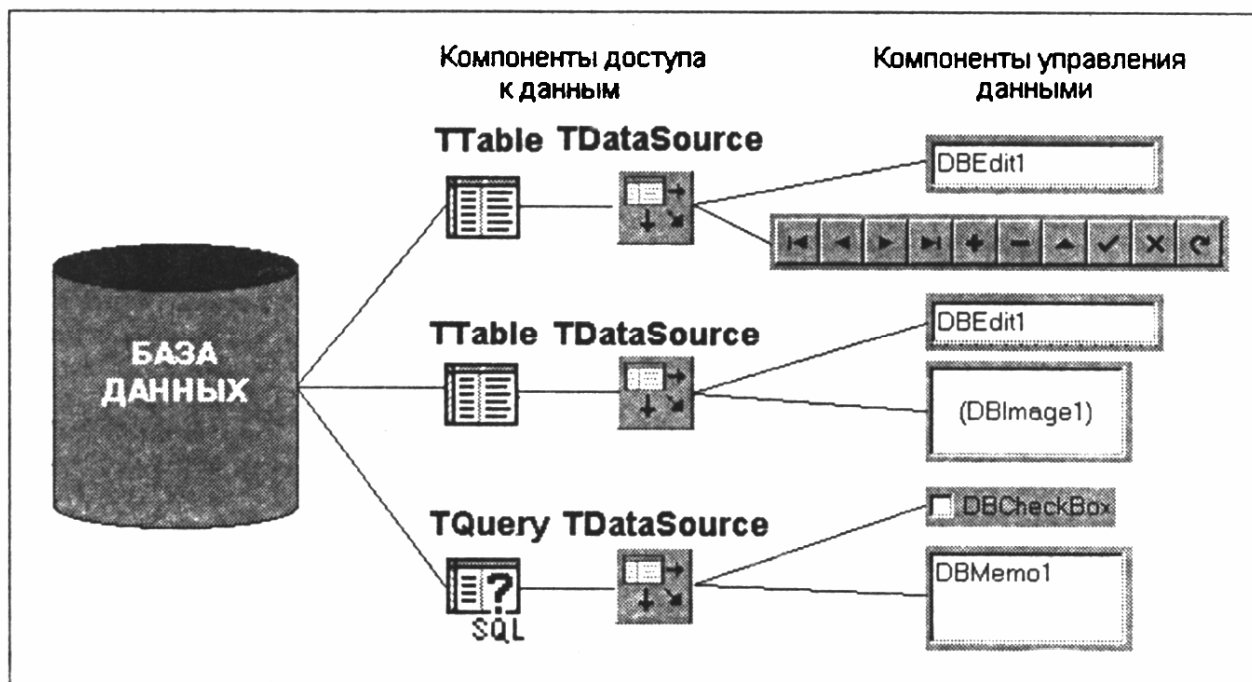 Компоненты доступа
к данным
Компоненты управления
данными
TTable TDataSource
DBEdit1
TTable TDataSource
DBEdit1
БАЗА
ДАННЫХ
(DBImage1)
TQuery TDataSource
DBCheckBox
DBMemo1
?
SQL